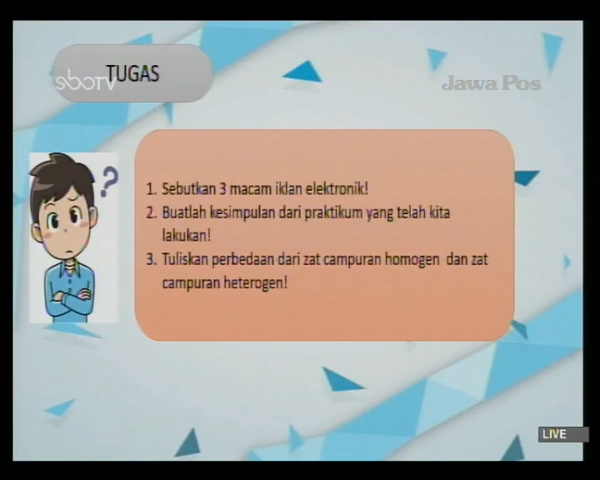 sboTV
TUGAS
Jawa Pos
1. Sebutkan 3 macam iklan elektronik!
2. Buatlah kesimpulan dari praktikum yang telah kita
lakukan!
3. Tuliskan perbedaan dari zat campuran homogen dan zat
campuran heterogen!
?
LIVE